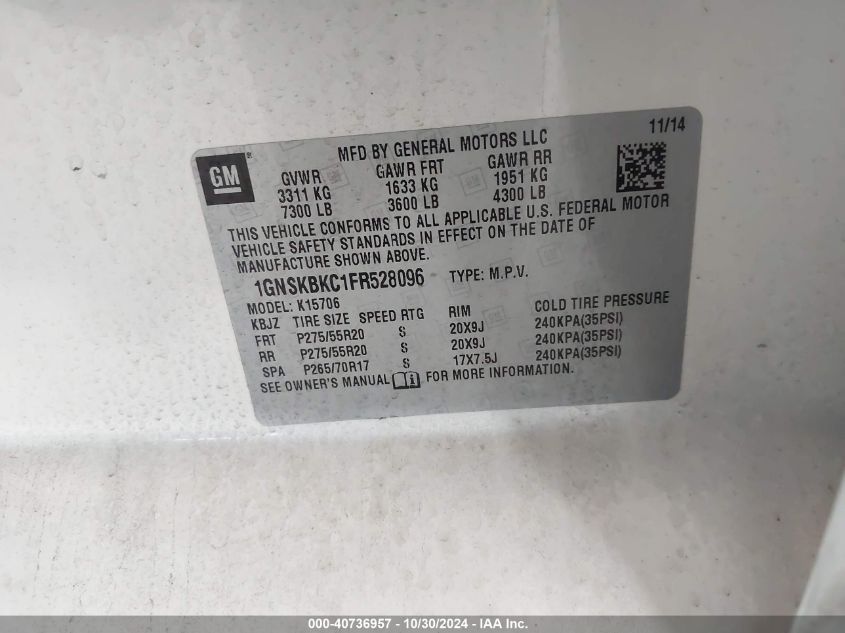 11/14
GM
MFD BY GENERAL MOTORS LLC
GVWR GAWR FRT GAWR RR
3311 KG 1633 KG 1951 KG
7300 LB 3600 LB 4300 LB
THIS VEHICLE CONFORMS TO ALL APPLICABLE U.S. FEDERAL MOTOR
VEHICLE SAFETY STANDARDS IN EFFECT ON THE DATE OF
MANUFACTURE SHOWN ABOVE.
1GNSKBKC1FR528096 TYPE: M.P.V.
MODEL: K15706
KBJZ TIRE SIZE SPEED RTG RIM COLD TIRE PRESSURE
FRT P275/55R20 S 20X9J 240KPA(35PSI)
RR P275/55R20 S 20X9J 240KPA(35PSI)
SPA P265/70R17 S 17X7.5J 240KPA(35PSI)
SEE OWNER'S MANUAL FOR MORE INFORMATION.
000-40736957 - 10/30/2024 - IAA Inc.